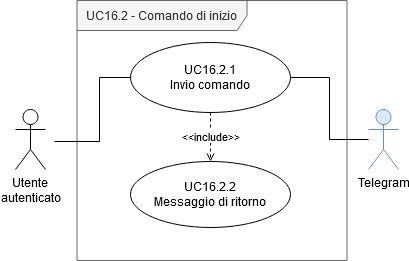 UC16.2 - Comando di inizio
UC16.2.1
Invio comando
<<include>>
UC16.2.2
Messaggio di ritorno
Utente
autenticato
Telegram